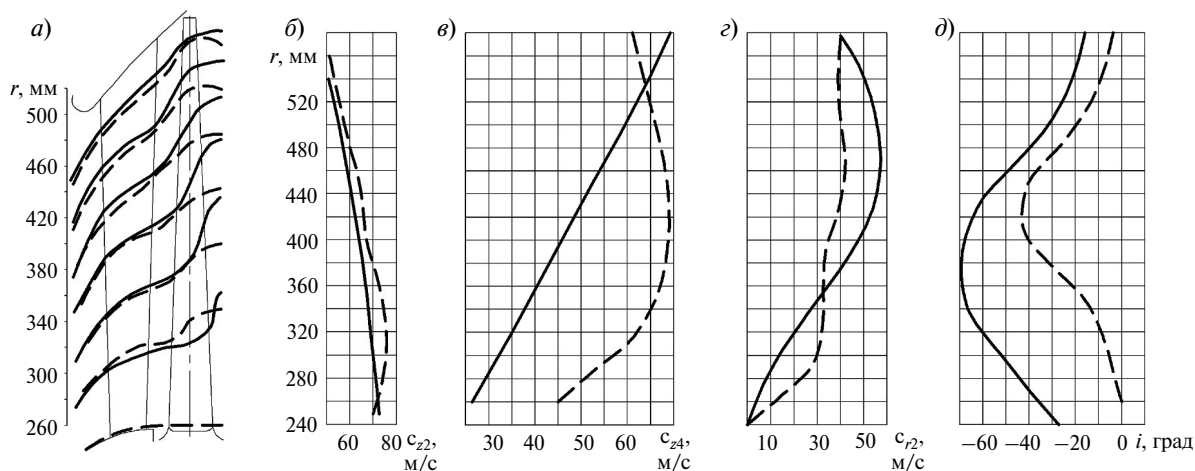 а)
r, мм
500
460
420
380
340
300
260
б)
r, мм
520
480
440
400
360
320
280
240
60 80 c_z2,
м/с
в)
30 40 50 60 c_z4,
м/с
г)
10 30 50 c_r2,
м/с
д)
−60 −40 −20 0 i, град